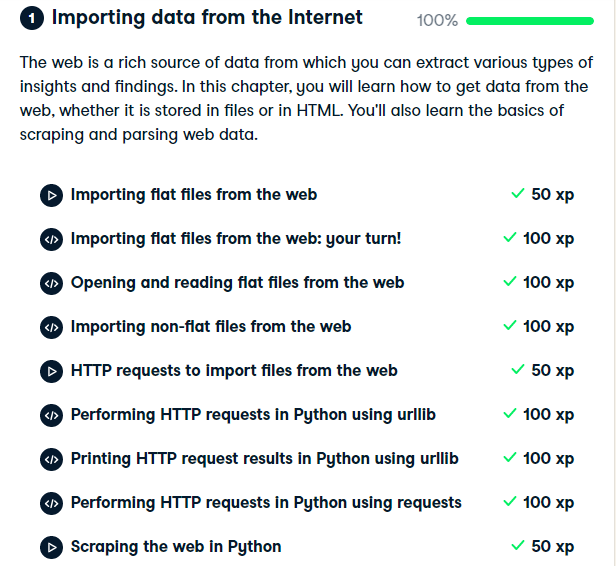 1 Importing data from the Internet 100%
The web is a rich source of data from which you can extract various types of
insights and findings. In this chapter, you will learn how to get data from the
web, whether it is stored in files or in HTML. You'll also learn the basics of
scraping and parsing web data.
Importing flat files from the web 50 xp
</> Importing flat files from the web: your turn! 100 xp
</> Opening and reading flat files from the web 100 xp
</> Importing non-flat files from the web 100 xp
HTTP requests to import files from the web 50 xp
</> Performing HTTP requests in Python using urllib 100 xp
</> Printing HTTP request results in Python using urllib 100 xp
</> Performing HTTP requests in Python using requests 100 xp
Scraping the web in Python 50 xp